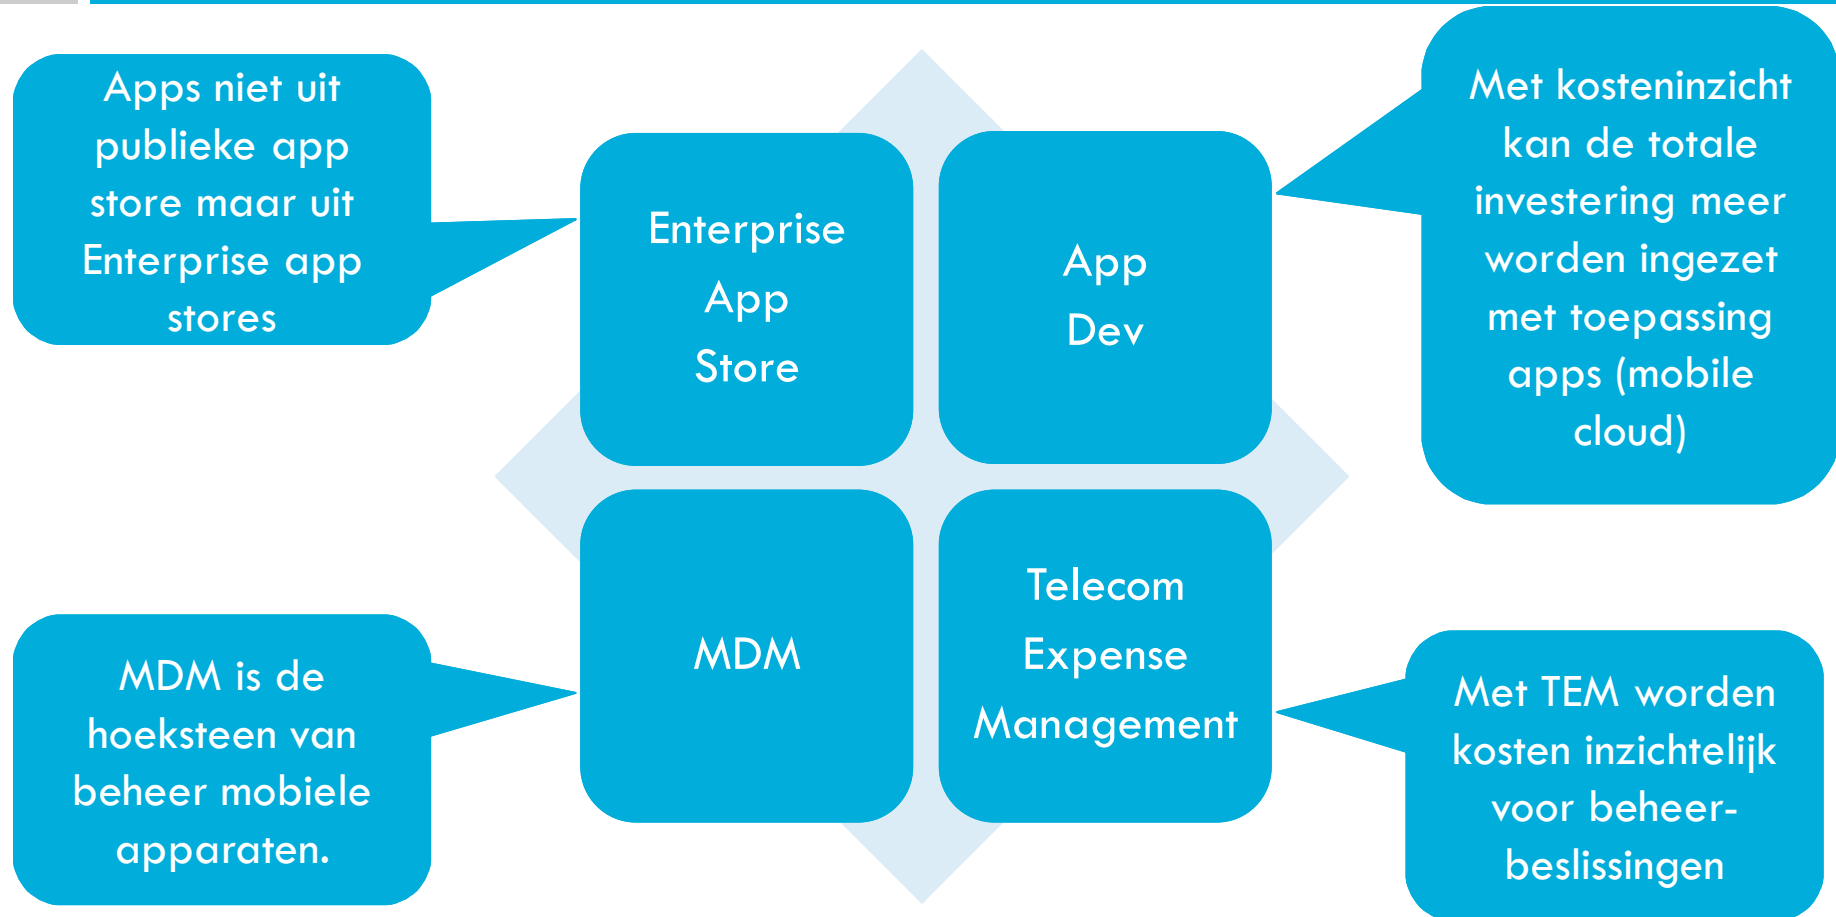 Apps niet uit
publieke app
store maar uit
Enterprise app
stores
Enterprise
App
Store
App
Dev
Met kosteninzicht
kan de totale
investering meer
worden ingezet
met toepassing
apps (mobile
cloud)
MDM is de
hoeksteen van
beheer mobiele
apparaten.
MDM
Telecom
Expense
Management
Met TEM worden
kosten inzichtelijk
voor beheer-
beslissingen